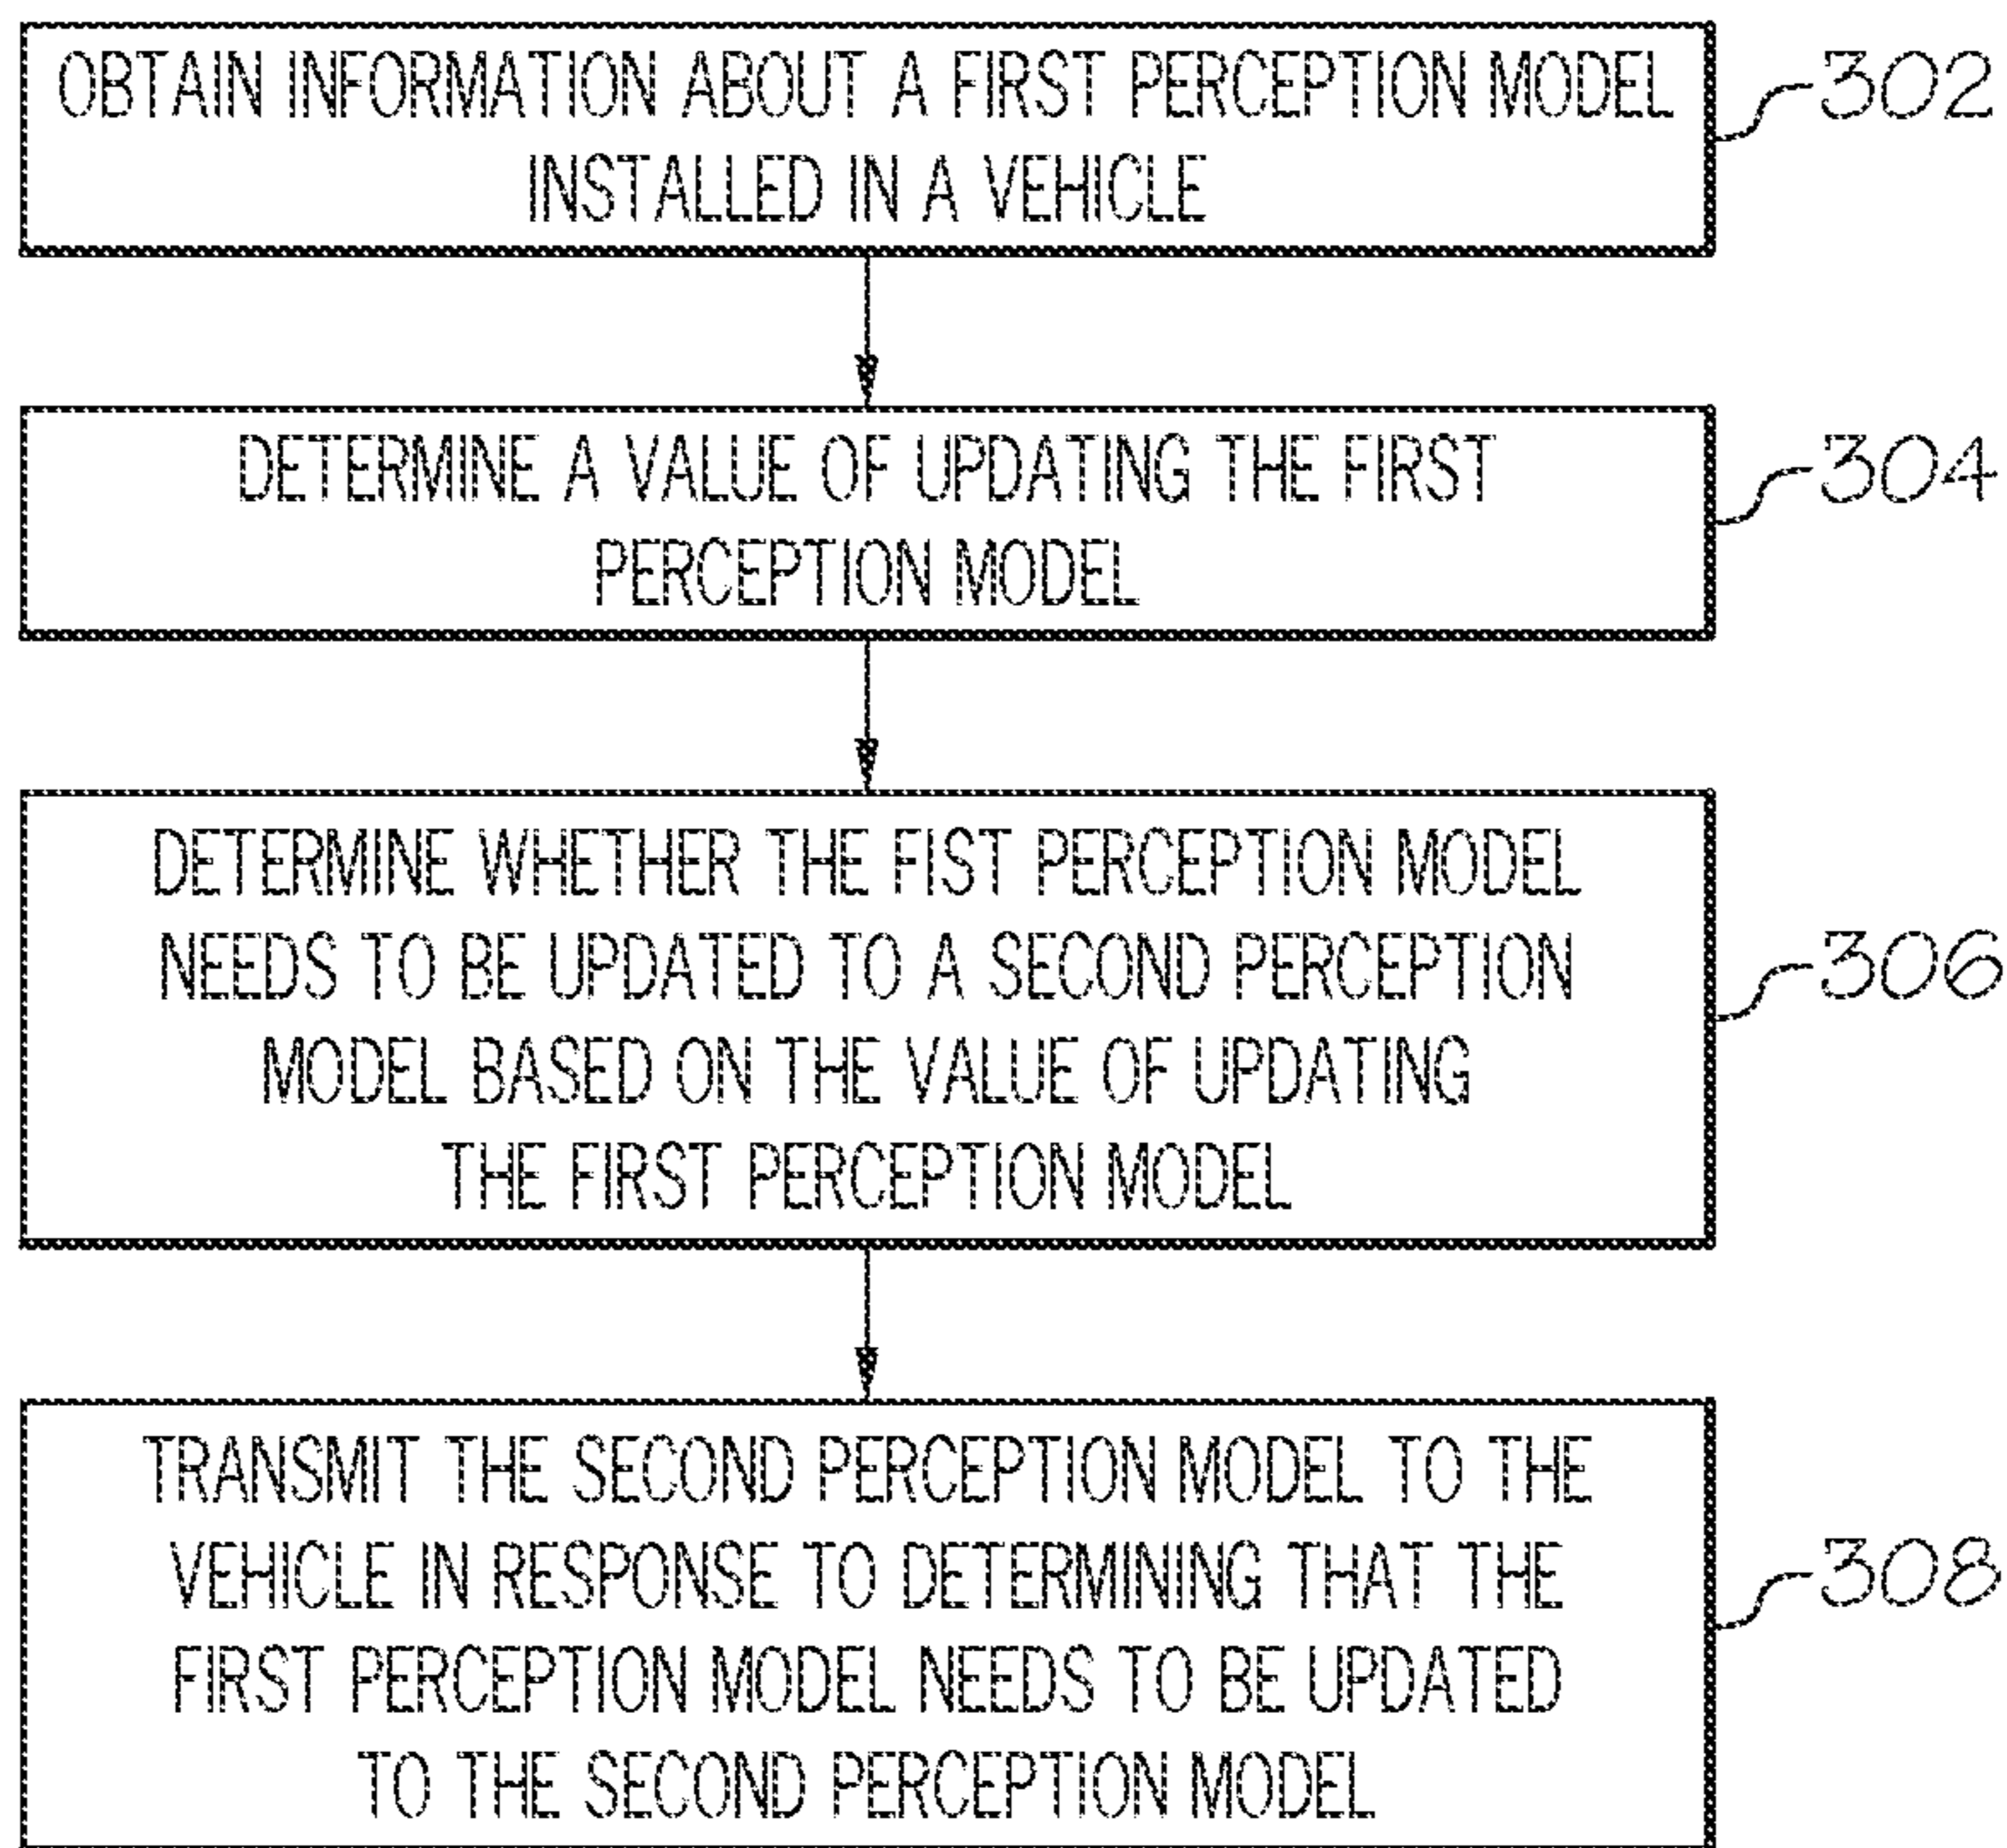 OBTAIN INFORMATION ABOUT A FIRST PERCEPTION MODEL
INSTALLED IN A VEHICLE
302
DETERMINE A VALUE OF UPDATING THE FIRST
PERCEPTION MODEL
304
DETERMINE WHETHER THE FIST PERCEPTION MODEL
NEEDS TO BE UPDATED TO A SECOND PERCEPTION
MODEL BASED ON THE VALUE OF UPDATING
THE FIRST PERCEPTION MODEL
306
TRANSMIT THE SECOND PERCEPTION MODEL TO THE
VEHICLE IN RESPONSE TO DETERMINING THAT THE
FIRST PERCEPTION MODEL NEEDS TO BE UPDATED
TO THE SECOND PERCEPTION MODEL
308